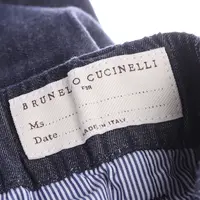 BRUNELLO CUCINELLI
Ms.
Date
MADE IN ITALY